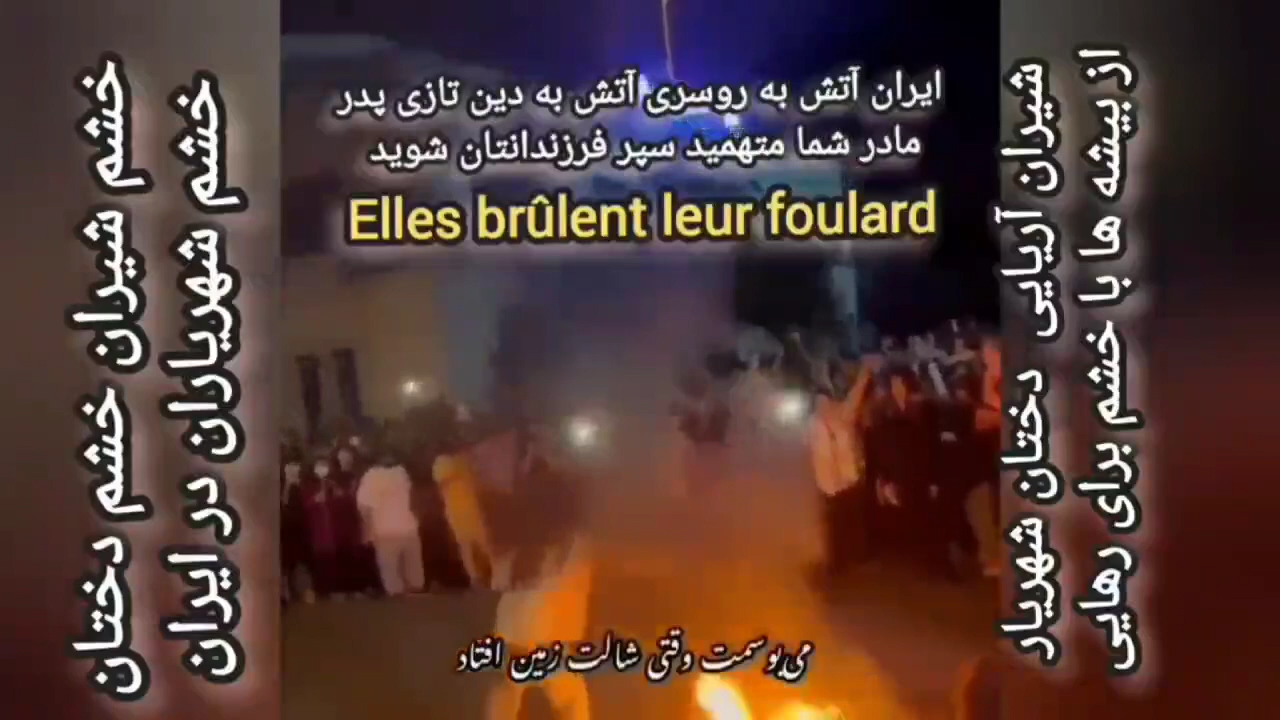 ایران آتش به روسری آتش به دین تازی پدر
مادر شما متهمید سپر فرزندانتان شوید
Elles brûlent leur foulard
شیران آریایی دختان شهریار
از بیشه ها با خشم برای رهایی
خشم شیران خشم دختان
خشم شهریاران در ایران
می‌بوسمت وقتی شالت زمین افتاد